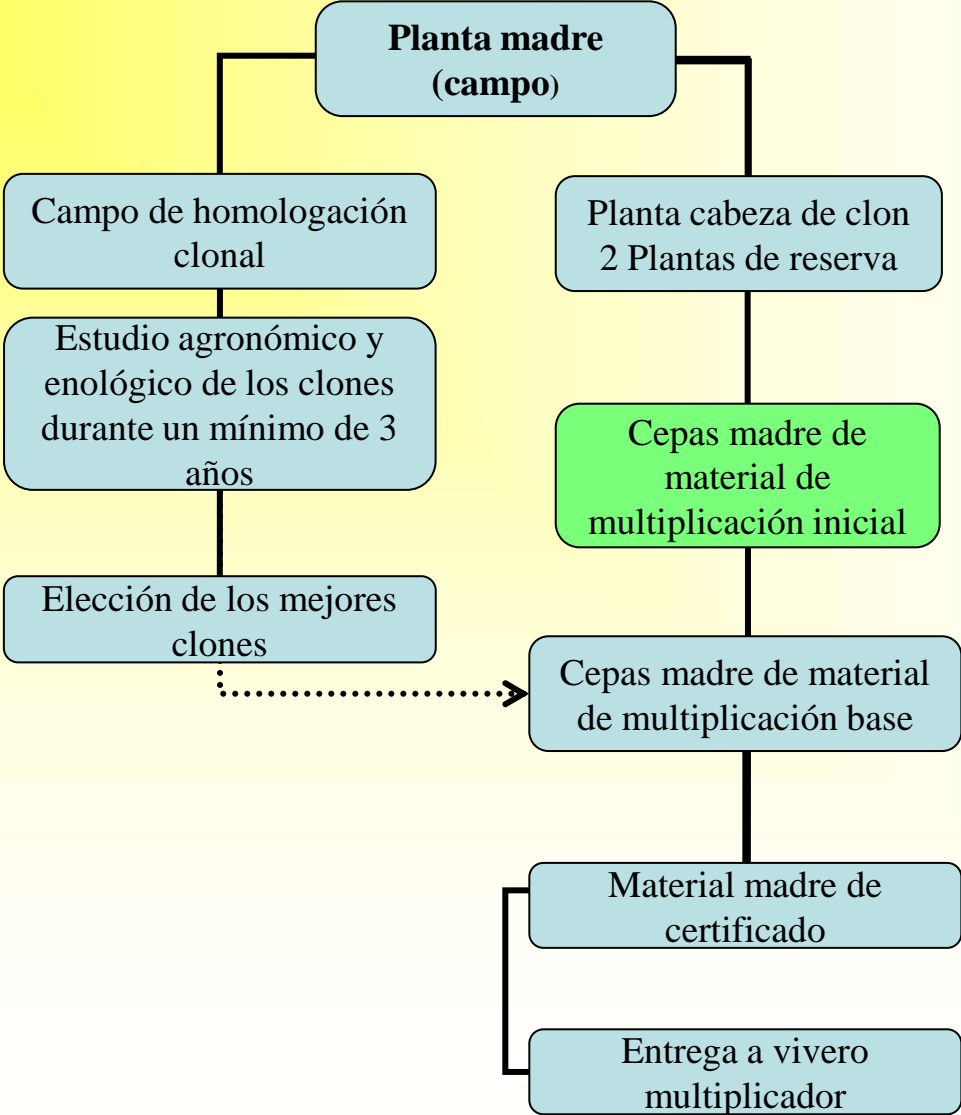 Planta madre
(campo)
Campo de homologación
clonal
Planta cabeza de clon
2 Plantas de reserva
Estudio agronómico y
enológico de los clones
durante un mínimo de 3
años
Cepas madre de
material de
multiplicación inicial
Elección de los mejores
clones
Cepas madre de material
de multiplicación base
Material madre de
certificado
Entrega a vivero
multiplicador